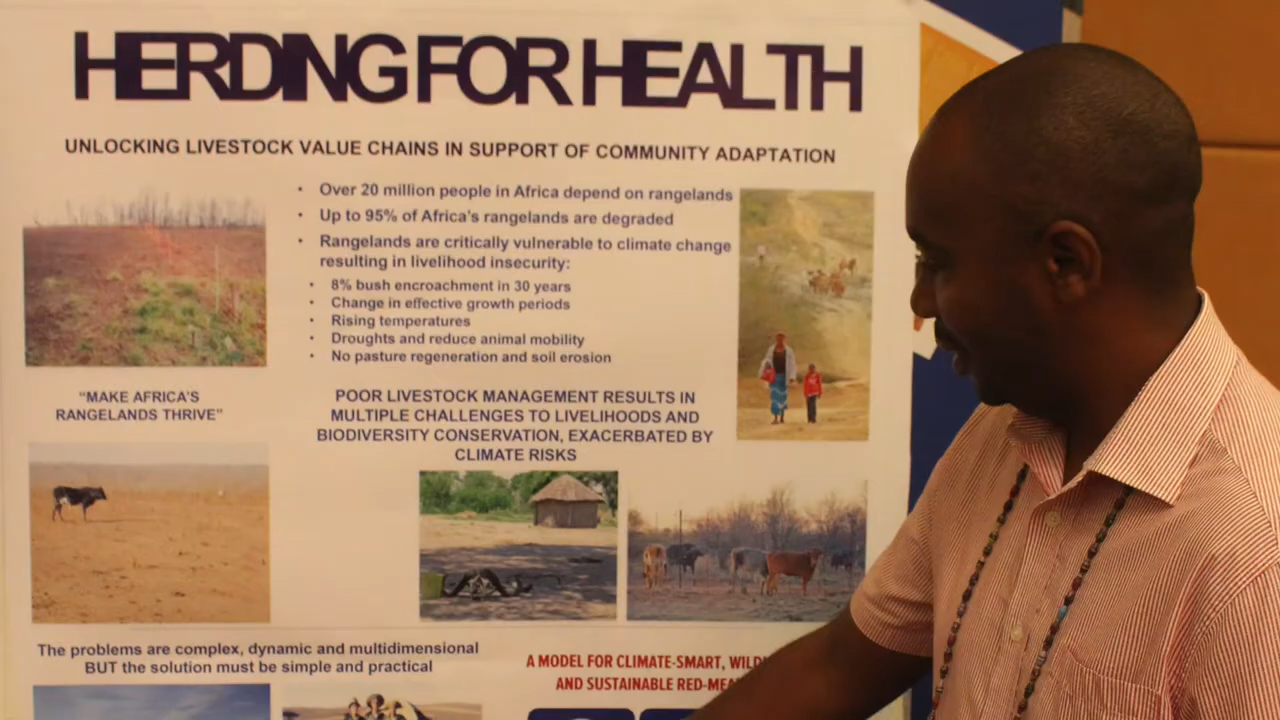 HERDING FOR HEALTH
UNLOCKING LIVESTOCK VALUE CHAINS IN SUPPORT OF COMMUNITY ADAPTATION
• Over 20 million people in Africa depend on rangelands
• Up to 95% of Africa's rangelands are degraded
• Rangelands are critically vulnerable to climate change
resulting in livelihood insecurity:
• 8% bush encroachment in 30 years
• Change in effective growth periods
• Rising temperatures
• Droughts and reduce animal mobility
• No pasture regeneration and soil erosion
"MAKE AFRICA'S
RANGELANDS THRIVE"
POOR LIVESTOCK MANAGEMENT RESULTS IN
MULTIPLE CHALLENGES TO LIVELIHOODS AND
BIODIVERSITY CONSERVATION, EXACERBATED BY
CLIMATE RISKS
The problems are complex, dynamic and multidimensional
BUT the solution must be simple and practical
A MODEL FOR CLIMATE-SMART,
AND SUSTAINABLE